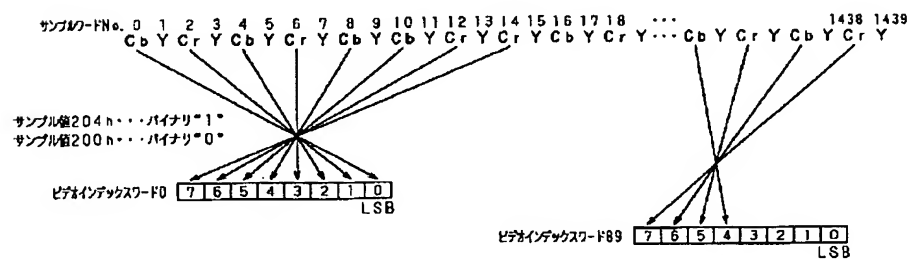 サンプルワードNo. 0 1 2 3 4 5 6 7 8 9 10 11 12 13 14 15 16 17 18 ・・・ 1438 1439
Cb Y Cr Y Cb Y Cr Y Cb Y Cb Y Cr Y Cr Y Cb Y Cr Y ・・・ Cb Y Cr Y Cb Y Cr Y
サンプル値204h・・・バイナリ"1"
サンプル値200h・・・バイナリ"0"
ビデオインデックスワード0 7 6 5 4 3 2 1 0
LSB
ビデオインデックスワード89 7 6 5 4 3 2 1 0
LSB